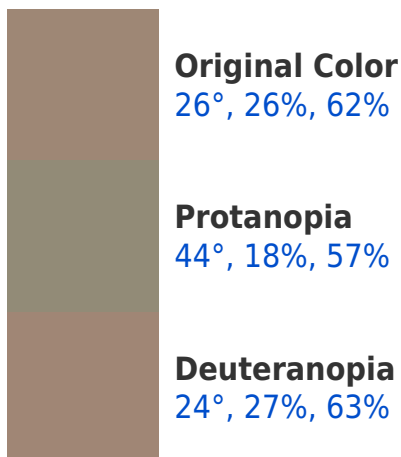 Original Color
26°, 26%, 62%
Protanopia
44°, 18%, 57%
Deuteranopia
24°, 27%, 63%